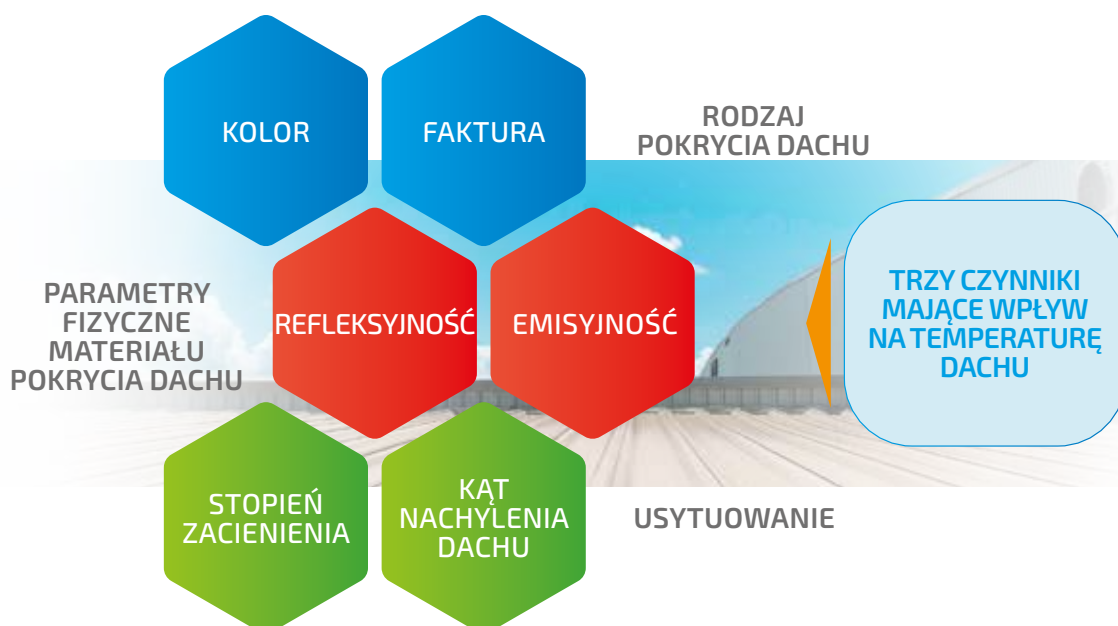 KOLOR
FAKTURA
RODZAJ
POKRYCIA DACHU
PARAMETRY
FIZYCZNE
MATERIAŁU
POKRYCIA DACHU
REFLEKSYJNOŚĆ
EMISYJNOŚĆ
TRZY CZYNNIKI
MAJĄCE WPŁYW
NA TEMPERATURĘ
DACHU
STOPIEŃ
ZACIENIENIA
KĄT
NACHYLENIA
DACHU
USYTUOWANIE